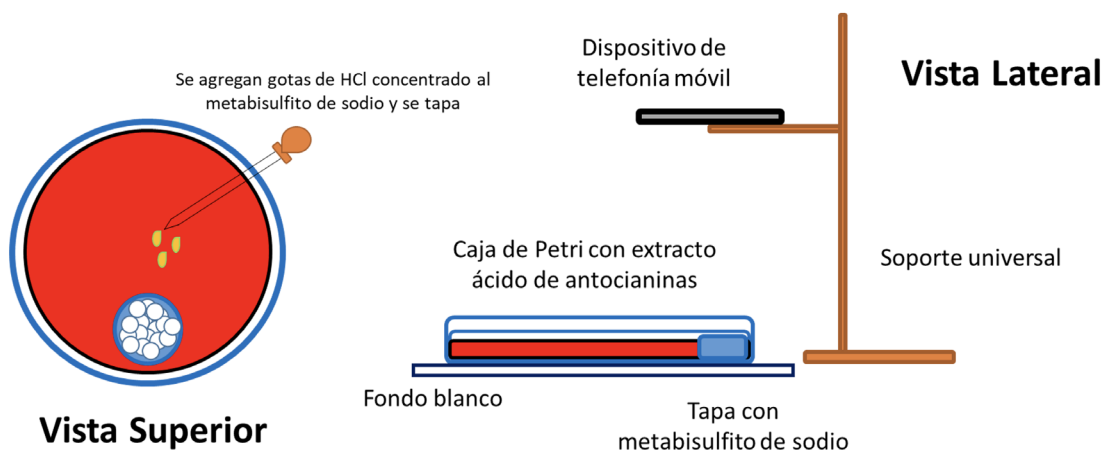 Se agregan gotas de HCl concentrado al
metabisulfito de sodio y se tapa
Vista Superior
Dispositivo de
telefonía móvil
Vista Lateral
Caja de Petri con extracto
ácido de antocianinas
Soporte universal
Fondo blanco
Tapa con
metabisulfito de sodio